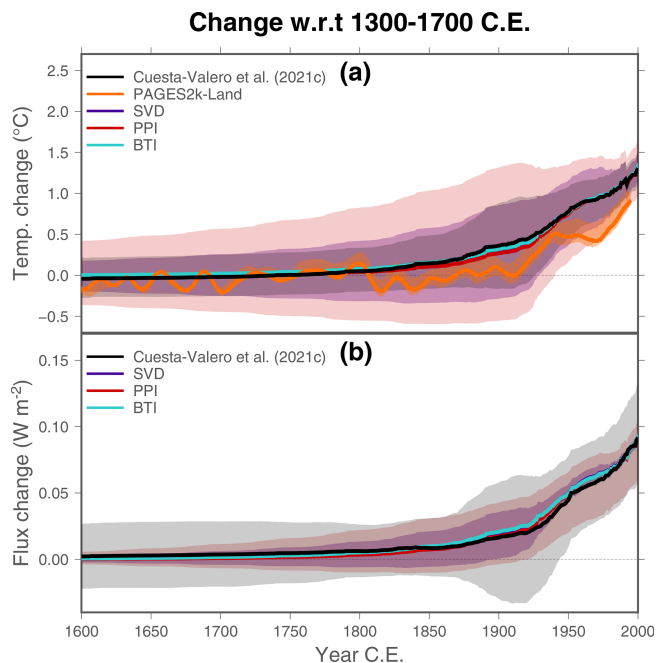 Change w.r.t 1300-1700 C.E.
(a)
Cuesta-Valero et al. (2021c)
PAGES2k-Land
SVD
PPI
BTI
Temp. change (°C)
2.5
2.0
1.5
1.0
0.5
0.0
−0.5
(b)
Cuesta-Valero et al. (2021c)
SVD
PPI
BTI
Flux change (W m⁻²)
0.15
0.10
0.05
0.00
1600 1650 1700 1750 1800 1850 1900 1950 2000
Year C.E.